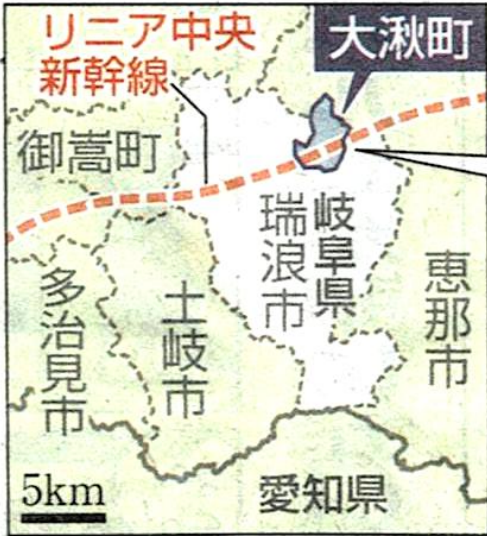 リニア中央
新幹線
大湫町
御嵩町
岐阜県
瑞浪市
恵那市
土岐市
多治見市
愛知県
5km